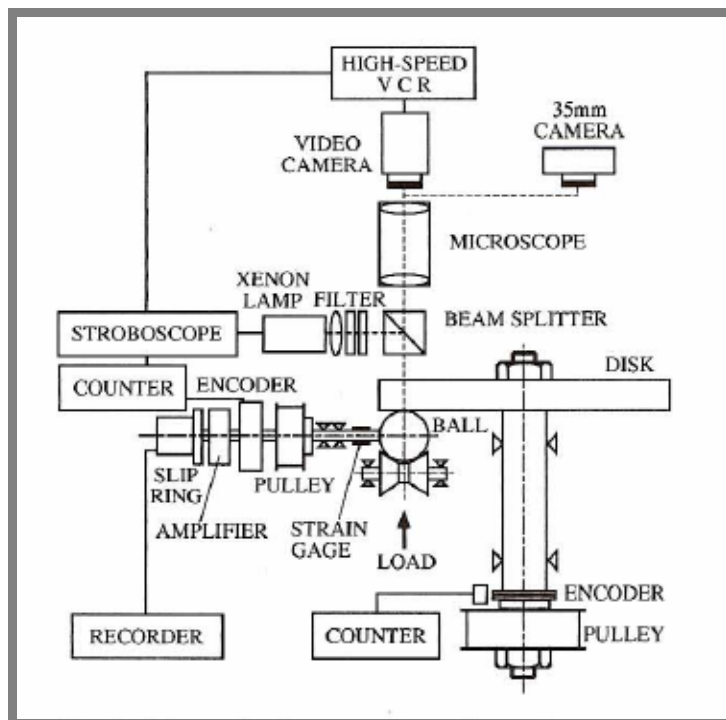 HIGH-SPEED
V C R
35mm
CAMERA
VIDEO
CAMERA
MICROSCOPE
XENON
LAMP
FILTER
STROBOSCOPE
BEAM SPLITTER
COUNTER
ENCODER
DISK
BALL
SLIP
RING
PULLEY
AMPLIFIER
STRAIN
GAGE
LOAD
ENCODER
RECORDER
COUNTER
PULLEY